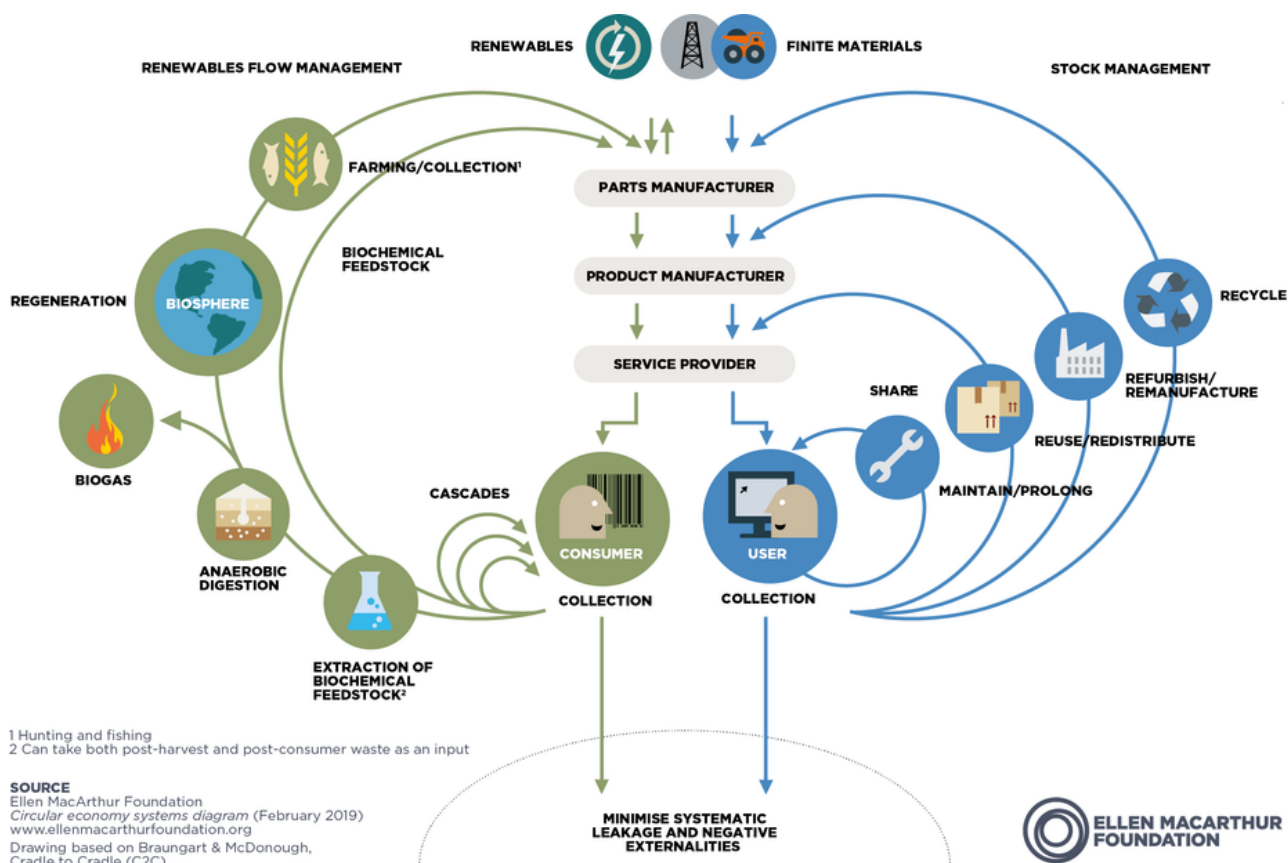 RENEWABLES
FINITE MATERIALS
RENEWABLES FLOW MANAGEMENT
STOCK MANAGEMENT
FARMING/COLLECTION¹
PARTS MANUFACTURER
BIOCHEMICAL
FEEDSTOCK
PRODUCT MANUFACTURER
REGENERATION
BIOSPHERE
RECYCLE
SERVICE PROVIDER
SHARE
REFURBISH/
REMANUFACTURE
REUSE/REDISTRIBUTE
BIOGAS
CASCADES
MAINTAIN/PROLONG
CONSUMER
USER
ANAEROBIC
DIGESTION
COLLECTION
COLLECTION
EXTRACTION OF
BIOCHEMICAL
FEEDSTOCK²
1 Hunting and fishing
2 Can take both post-harvest and post-consumer waste as an input
SOURCE
Ellen MacArthur Foundation
Circular economy systems diagram (February 2019)
www.ellenmacarthurfoundation.org
Drawing based on Braungart & McDonough,
Cradle to Cradle (C2C)
MINIMISE SYSTEMATIC
LEAKAGE AND NEGATIVE
EXTERNALITIES
ELLEN MACARTHUR
FOUNDATION